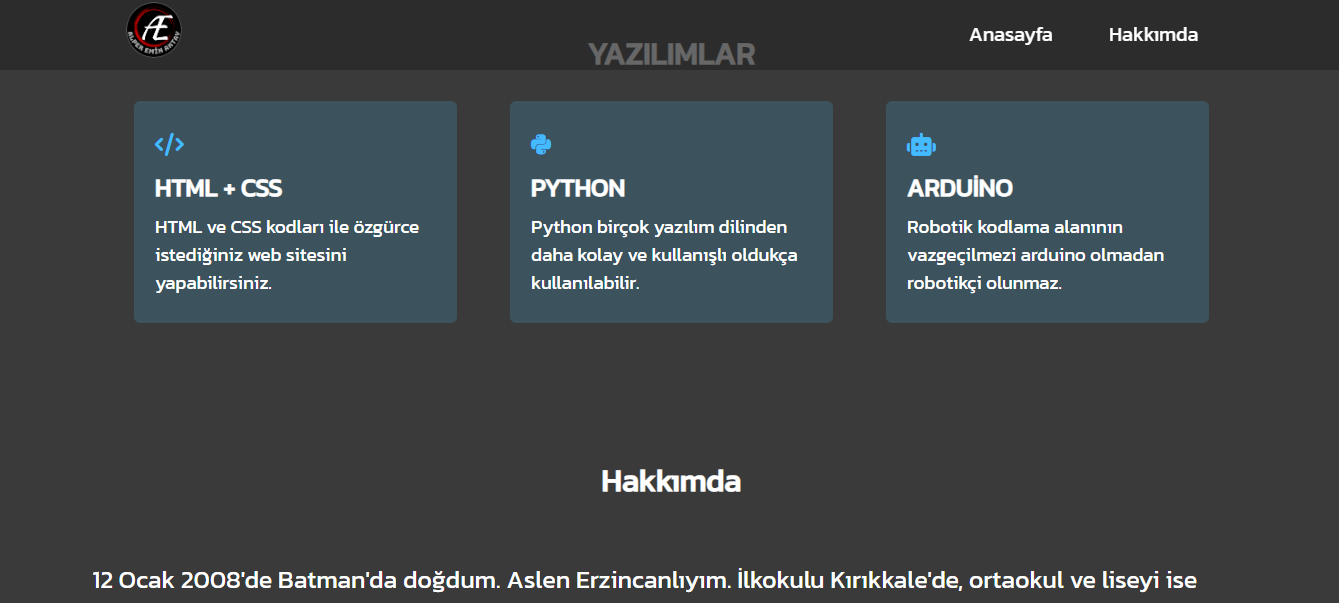 Æ
ALPER EMİN AKTAY
Anasayfa
Hakkımda
YAZILIMLAR
</>
HTML + CSS
HTML ve CSS kodları ile özgürce
istediğiniz web sitesini
yapabilirsiniz.
PYTHON
Python birçok yazılım dilinden
daha kolay ve kullanışlı oldukça
kullanılabilir.
ARDUİNO
Robotik kodlama alanının
vazgeçilmezi arduino olmadan
robotikçi olunmaz.
Hakkımda
12 Ocak 2008'de Batman'da doğdum. Aslen Erzincanlıyım. İlkokulu Kırıkkale'de, ortaokul ve liseyi ise